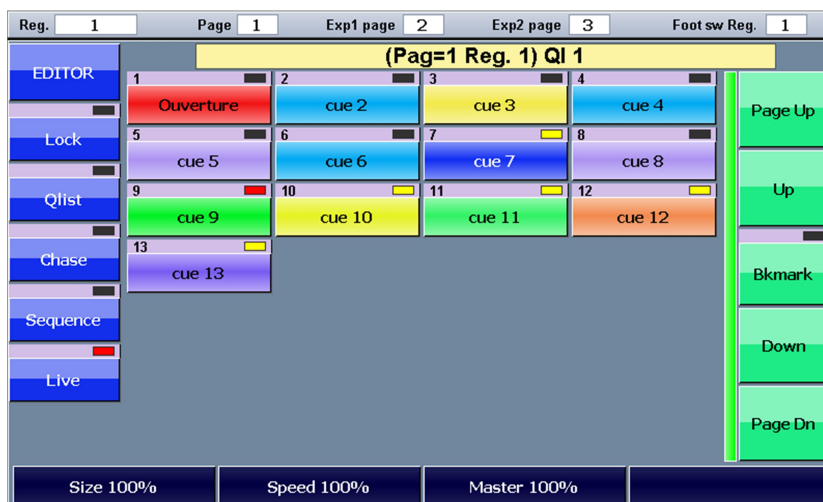 Reg. 1 Page 1 Exp1 page 2 Exp2 page 3 Foot sw Reg. 1
(Pag=1 Reg. 1) Ql 1
EDITOR
Lock
Qlist
Chase
Sequence
Live
1 2 3 4
Ouverture cue 2 cue 3 cue 4
5 6 7 8
cue 5 cue 6 cue 7 cue 8
9 10 11 12
cue 9 cue 10 cue 11 cue 12
13
cue 13
Page Up
Up
Bkmark
Down
Page Dn
Size 100% Speed 100% Master 100%